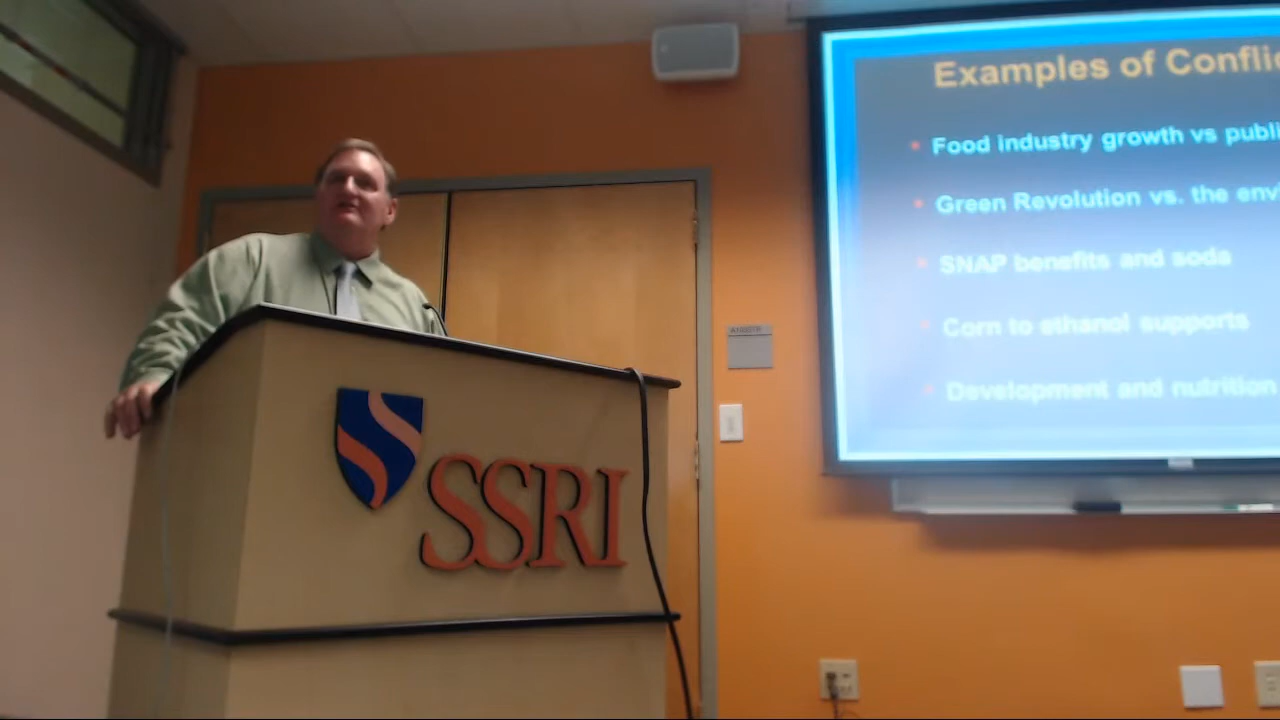 Examples of Conflic
Food industry growth vs publi
Green Revolution vs. the env
SNAP benefits and soda
Corn to ethanol supports
Development and nutrition
SSRI